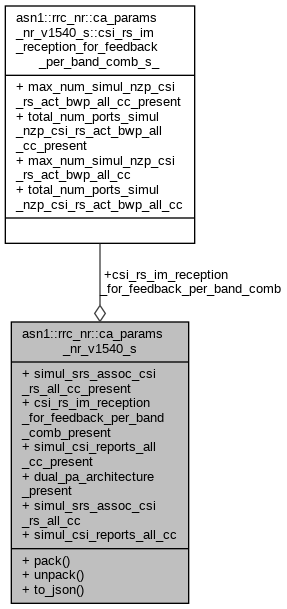 asn1::rrc_nr::ca_params
_nr_v1540_s::csi_rs_im
_reception_for_feedback
_per_band_comb_s_
+ max_num_simul_nzp_csi
_rs_act_bwp_all_cc_present
+ total_num_ports_simul
_nzp_csi_rs_act_bwp_all
_cc_present
+ max_num_simul_nzp_csi
_rs_act_bwp_all_cc
+ total_num_ports_simul
_nzp_csi_rs_act_bwp_all_cc
+csi_rs_im_reception
_for_feedback_per_band_comb
asn1::rrc_nr::ca_params
_nr_v1540_s
+ simul_srs_assoc_csi
_rs_all_cc_present
+ csi_rs_im_reception
_for_feedback_per_band
_comb_present
+ simul_csi_reports_all
_cc_present
+ dual_pa_architecture
_present
+ simul_srs_assoc_csi
_rs_all_cc
+ simul_csi_reports_all_cc
+ pack()
+ unpack()
+ to_json()